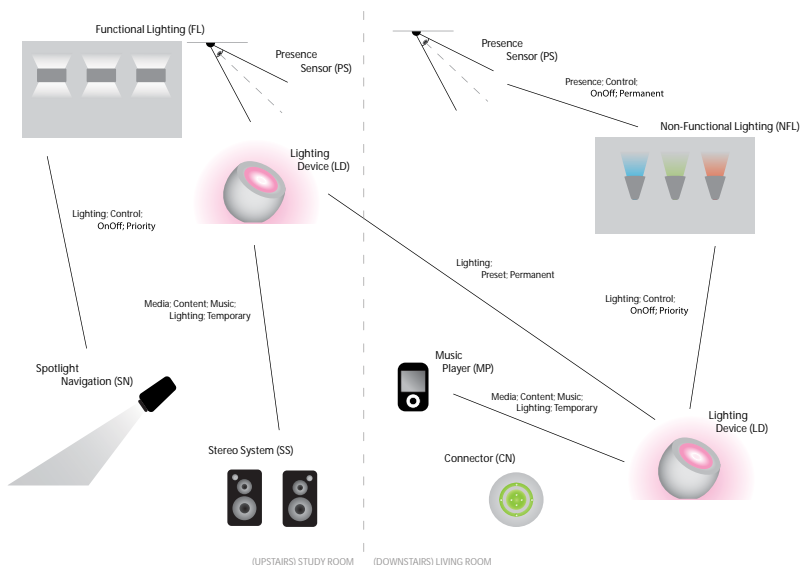 Functional Lighting (FL)
Presence
Sensor (PS)
Lighting
Device (LD)
Lighting; Control;
OnOff; Priority
Media; Content; Music;
Lighting; Temporary
Spotlight
Navigation (SN)
Stereo System (SS)
(UPSTAIRS) STUDY ROOM
Presence
Sensor (PS)
Presence; Control;
OnOff; Permanent
Non-Functional Lighting (NFL)
Lighting;
Preset; Permanent
Lighting; Control;
OnOff; Priority
Music
Player (MP)
Media; Content; Music;
Lighting; Temporary
Lighting
Device (LD)
Connector (CN)
(DOWNSTAIRS) LIVING ROOM